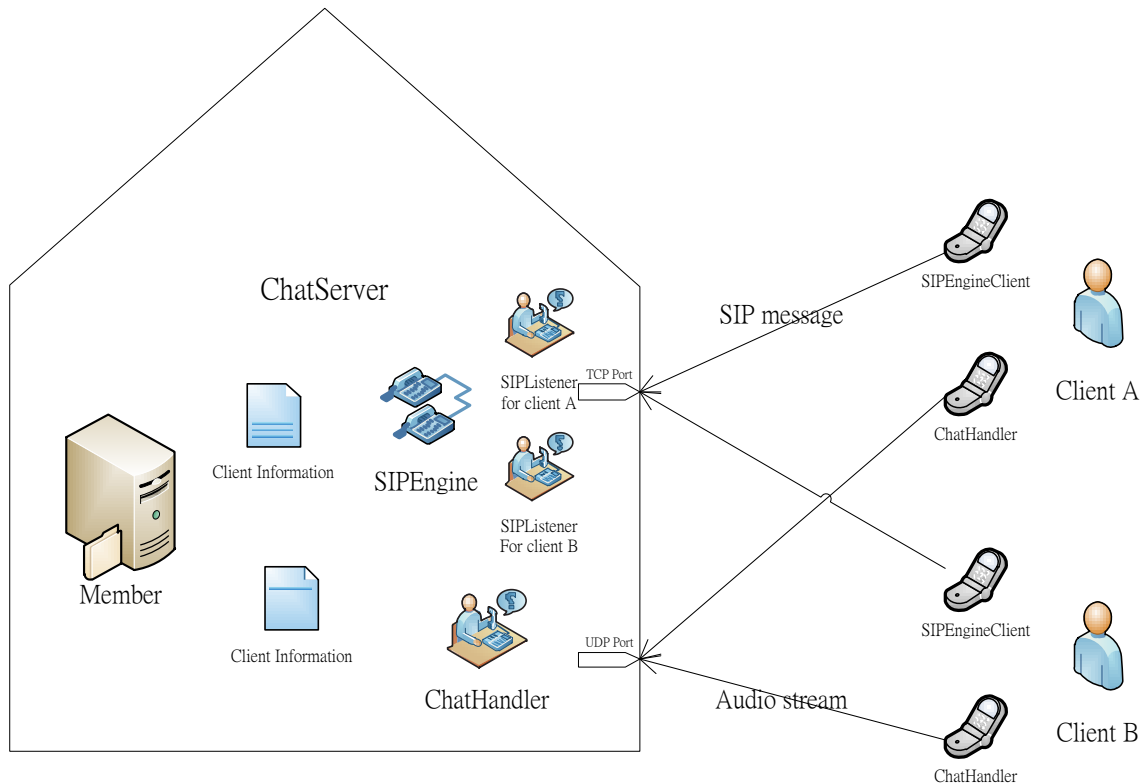 ChatServer
SIPListener
for client A
TCP Port
Client Information
SIPEngine
SIPListener
For client B
Member
Client Information
ChatHandler
UDP Port
SIP message
Audio stream
SIPEngineClient
ChatHandler
Client A
SIPEngineClient
ChatHandler
Client B